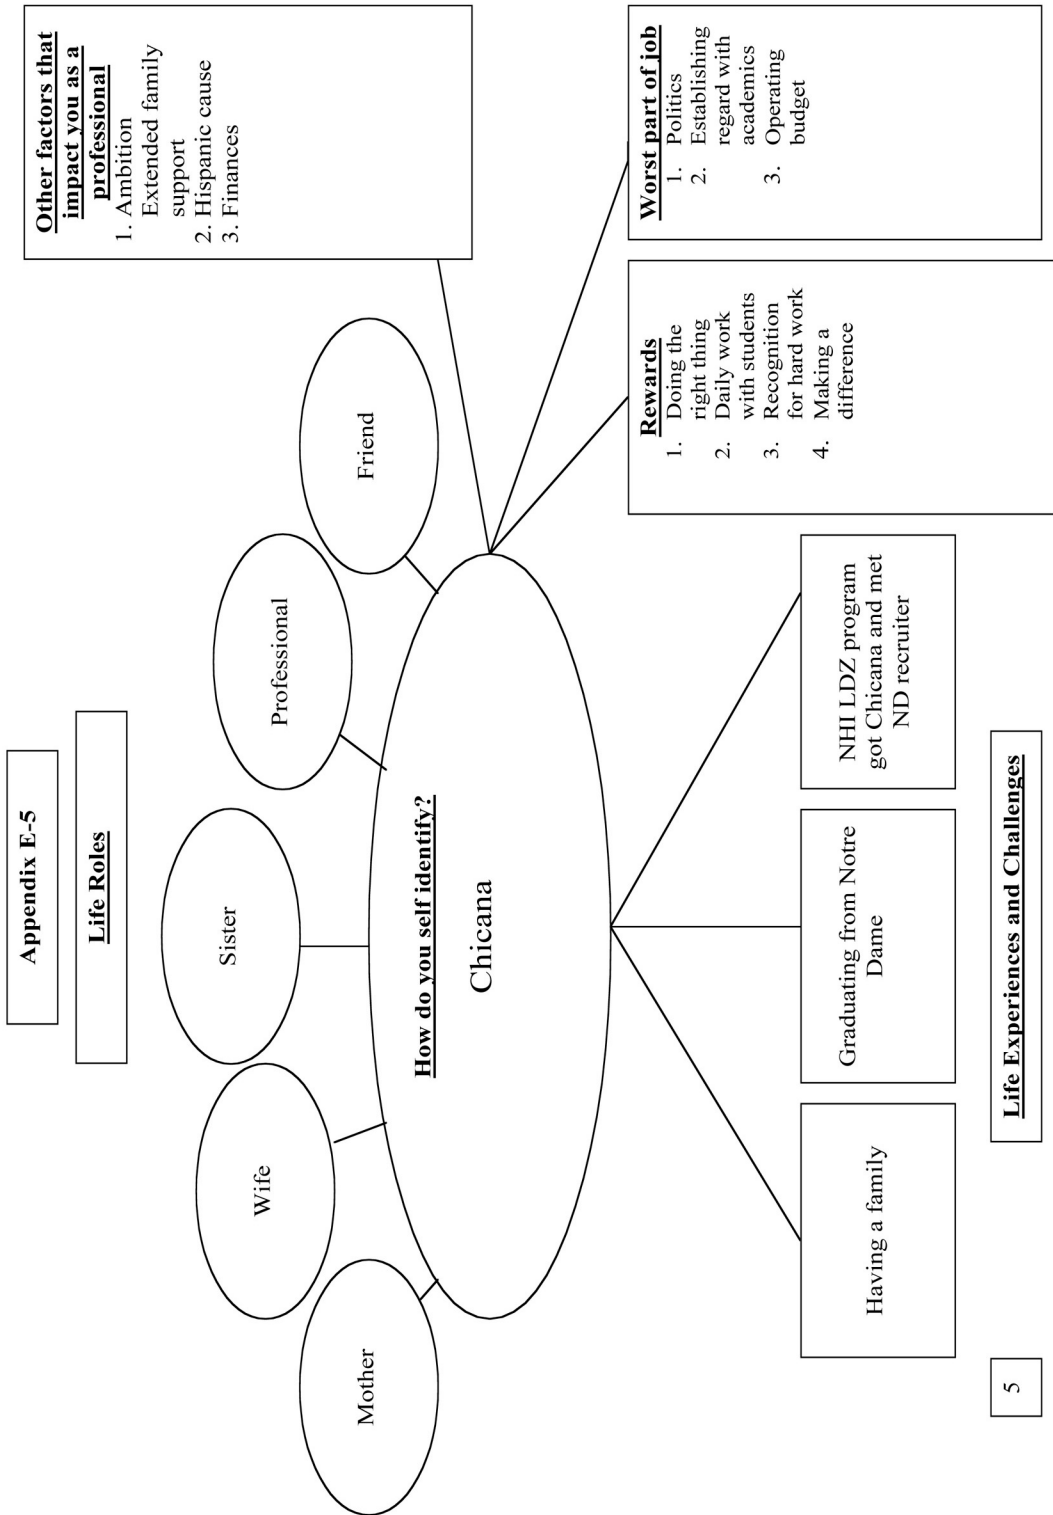 Appendix E-5
Life Roles
Mother
Wife
Sister
Professional
Friend
How do you self identify?
Chicana
Other factors that
impact you as a
professional
1. Ambition
Extended family
support
2. Hispanic cause
3. Finances
Having a family
Graduating from Notre
Dame
NHI LDZ program
got Chicana and met
ND recruiter
Rewards
1. Doing the
right thing
2. Daily work
with students
3. Recognition
for hard work
4. Making a
difference
Worst part of job
1. Politics
2. Establishing
regard with
academics
3. Operating
budget
5
Life Experiences and Challenges